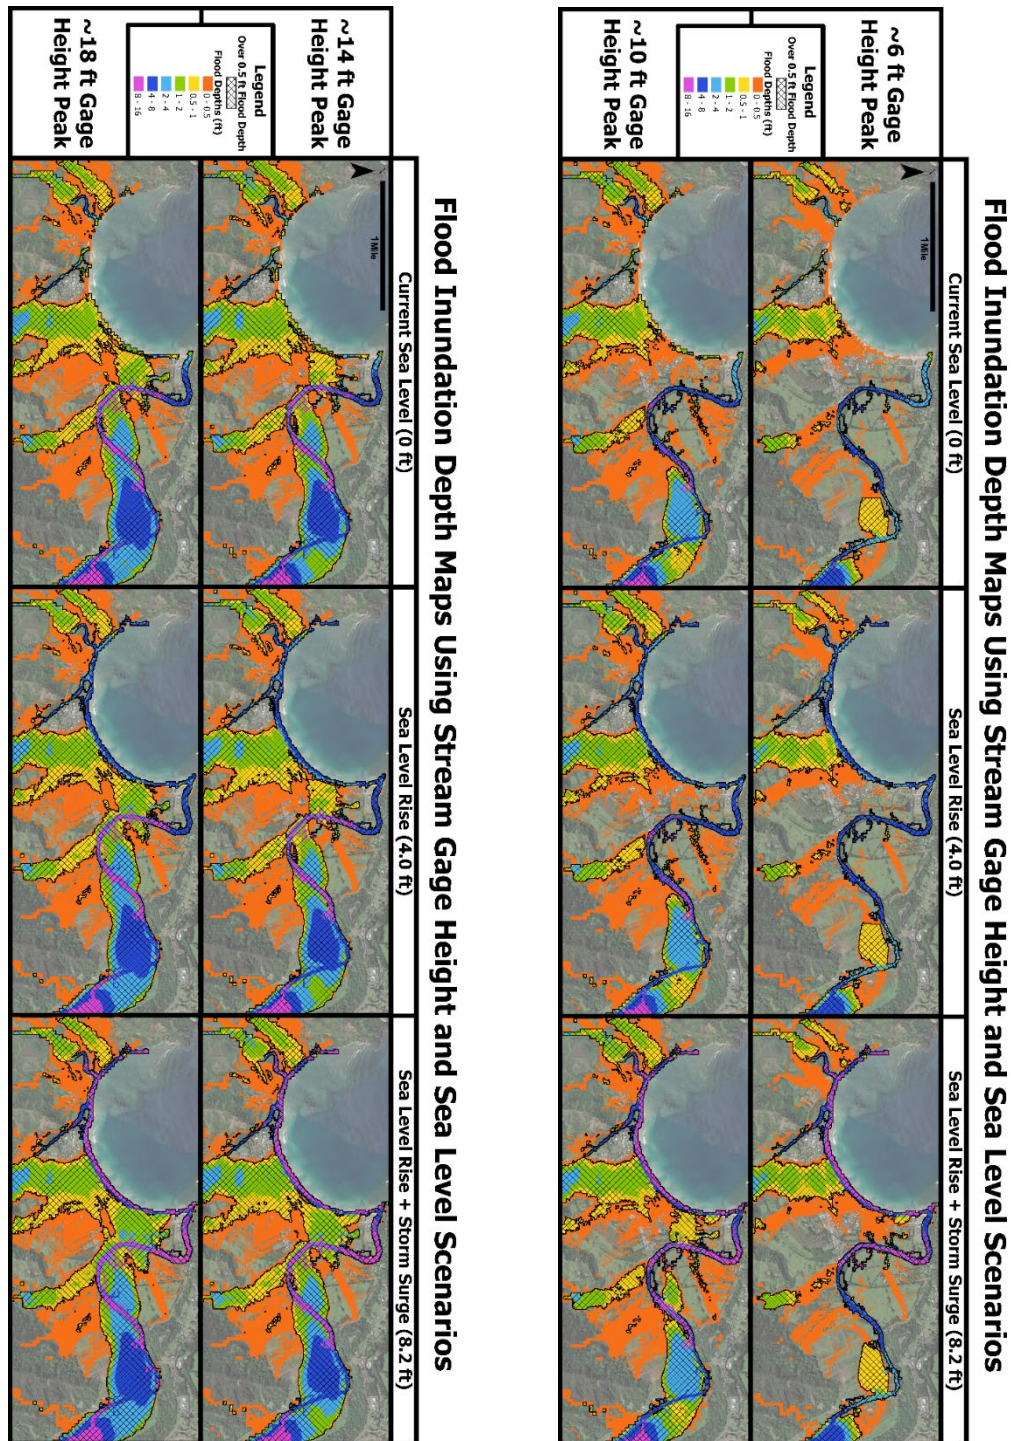 Flood Inundation Depth Maps Using Stream Gage Height and Sea Level Scenarios
Current Sea Level (0 ft)
Sea Level Rise (4.0 ft)
Sea Level Rise + Storm Surge (8.2 ft)
~6 ft Gage
Height Peak
1 Mile
Legend
Over 0.5 ft Flood Depth
Flood Depths (ft)
0 - 0.5
0.5 - 1
1 - 2
2 - 4
4 - 8
8 - 16
~10 ft Gage
Height Peak
Flood Inundation Depth Maps Using Stream Gage Height and Sea Level Scenarios
Current Sea Level (0 ft)
Sea Level Rise (4.0 ft)
Sea Level Rise + Storm Surge (8.2 ft)
~14 ft Gage
Height Peak
1 Mile
Legend
Over 0.5 ft Flood Depth
Flood Depths (ft)
0 - 0.5
0.5 - 1
1 - 2
2 - 4
4 - 8
8 - 16
~18 ft Gage
Height Peak